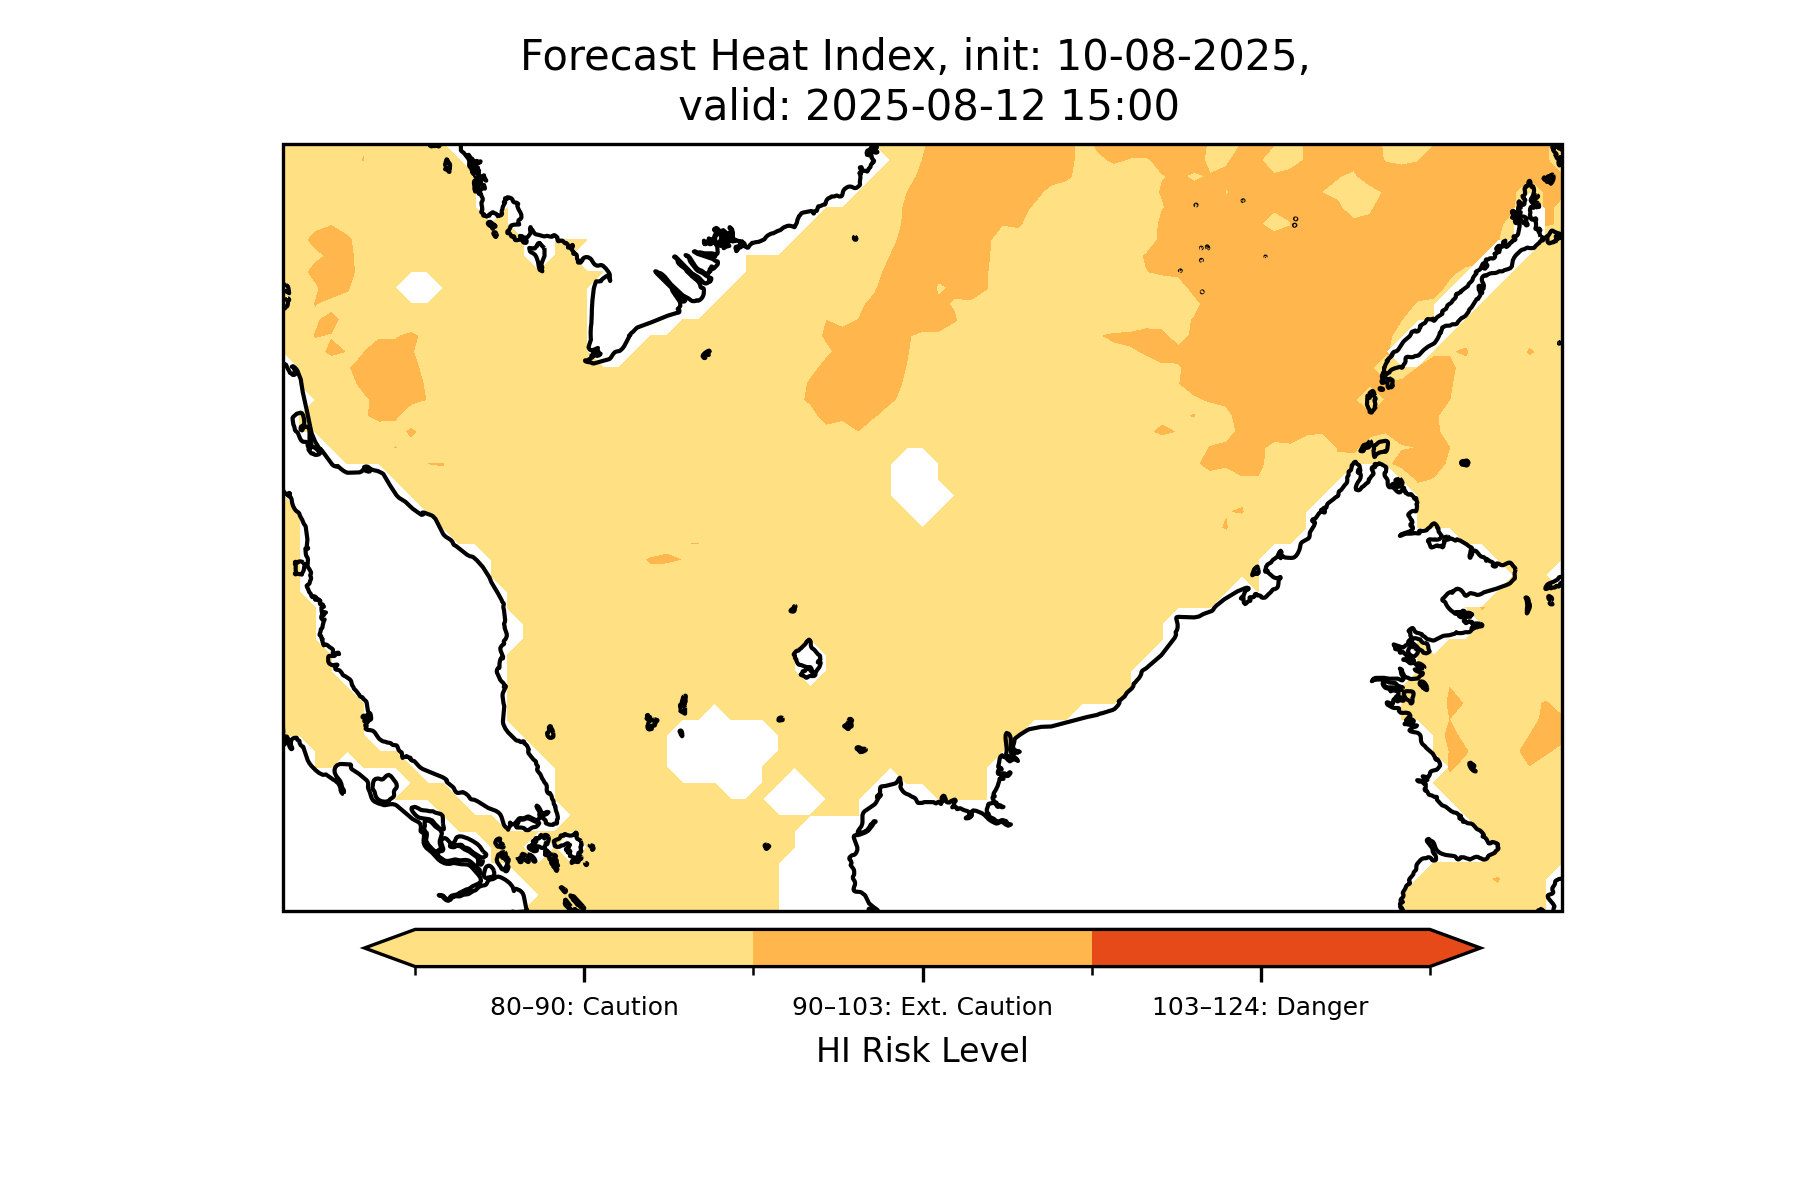 Forecast Heat Index, init: 10-08-2025,
valid: 2025-08-12 15:00
80–90: Caution
90–103: Ext. Caution
103–124: Danger
HI Risk Level